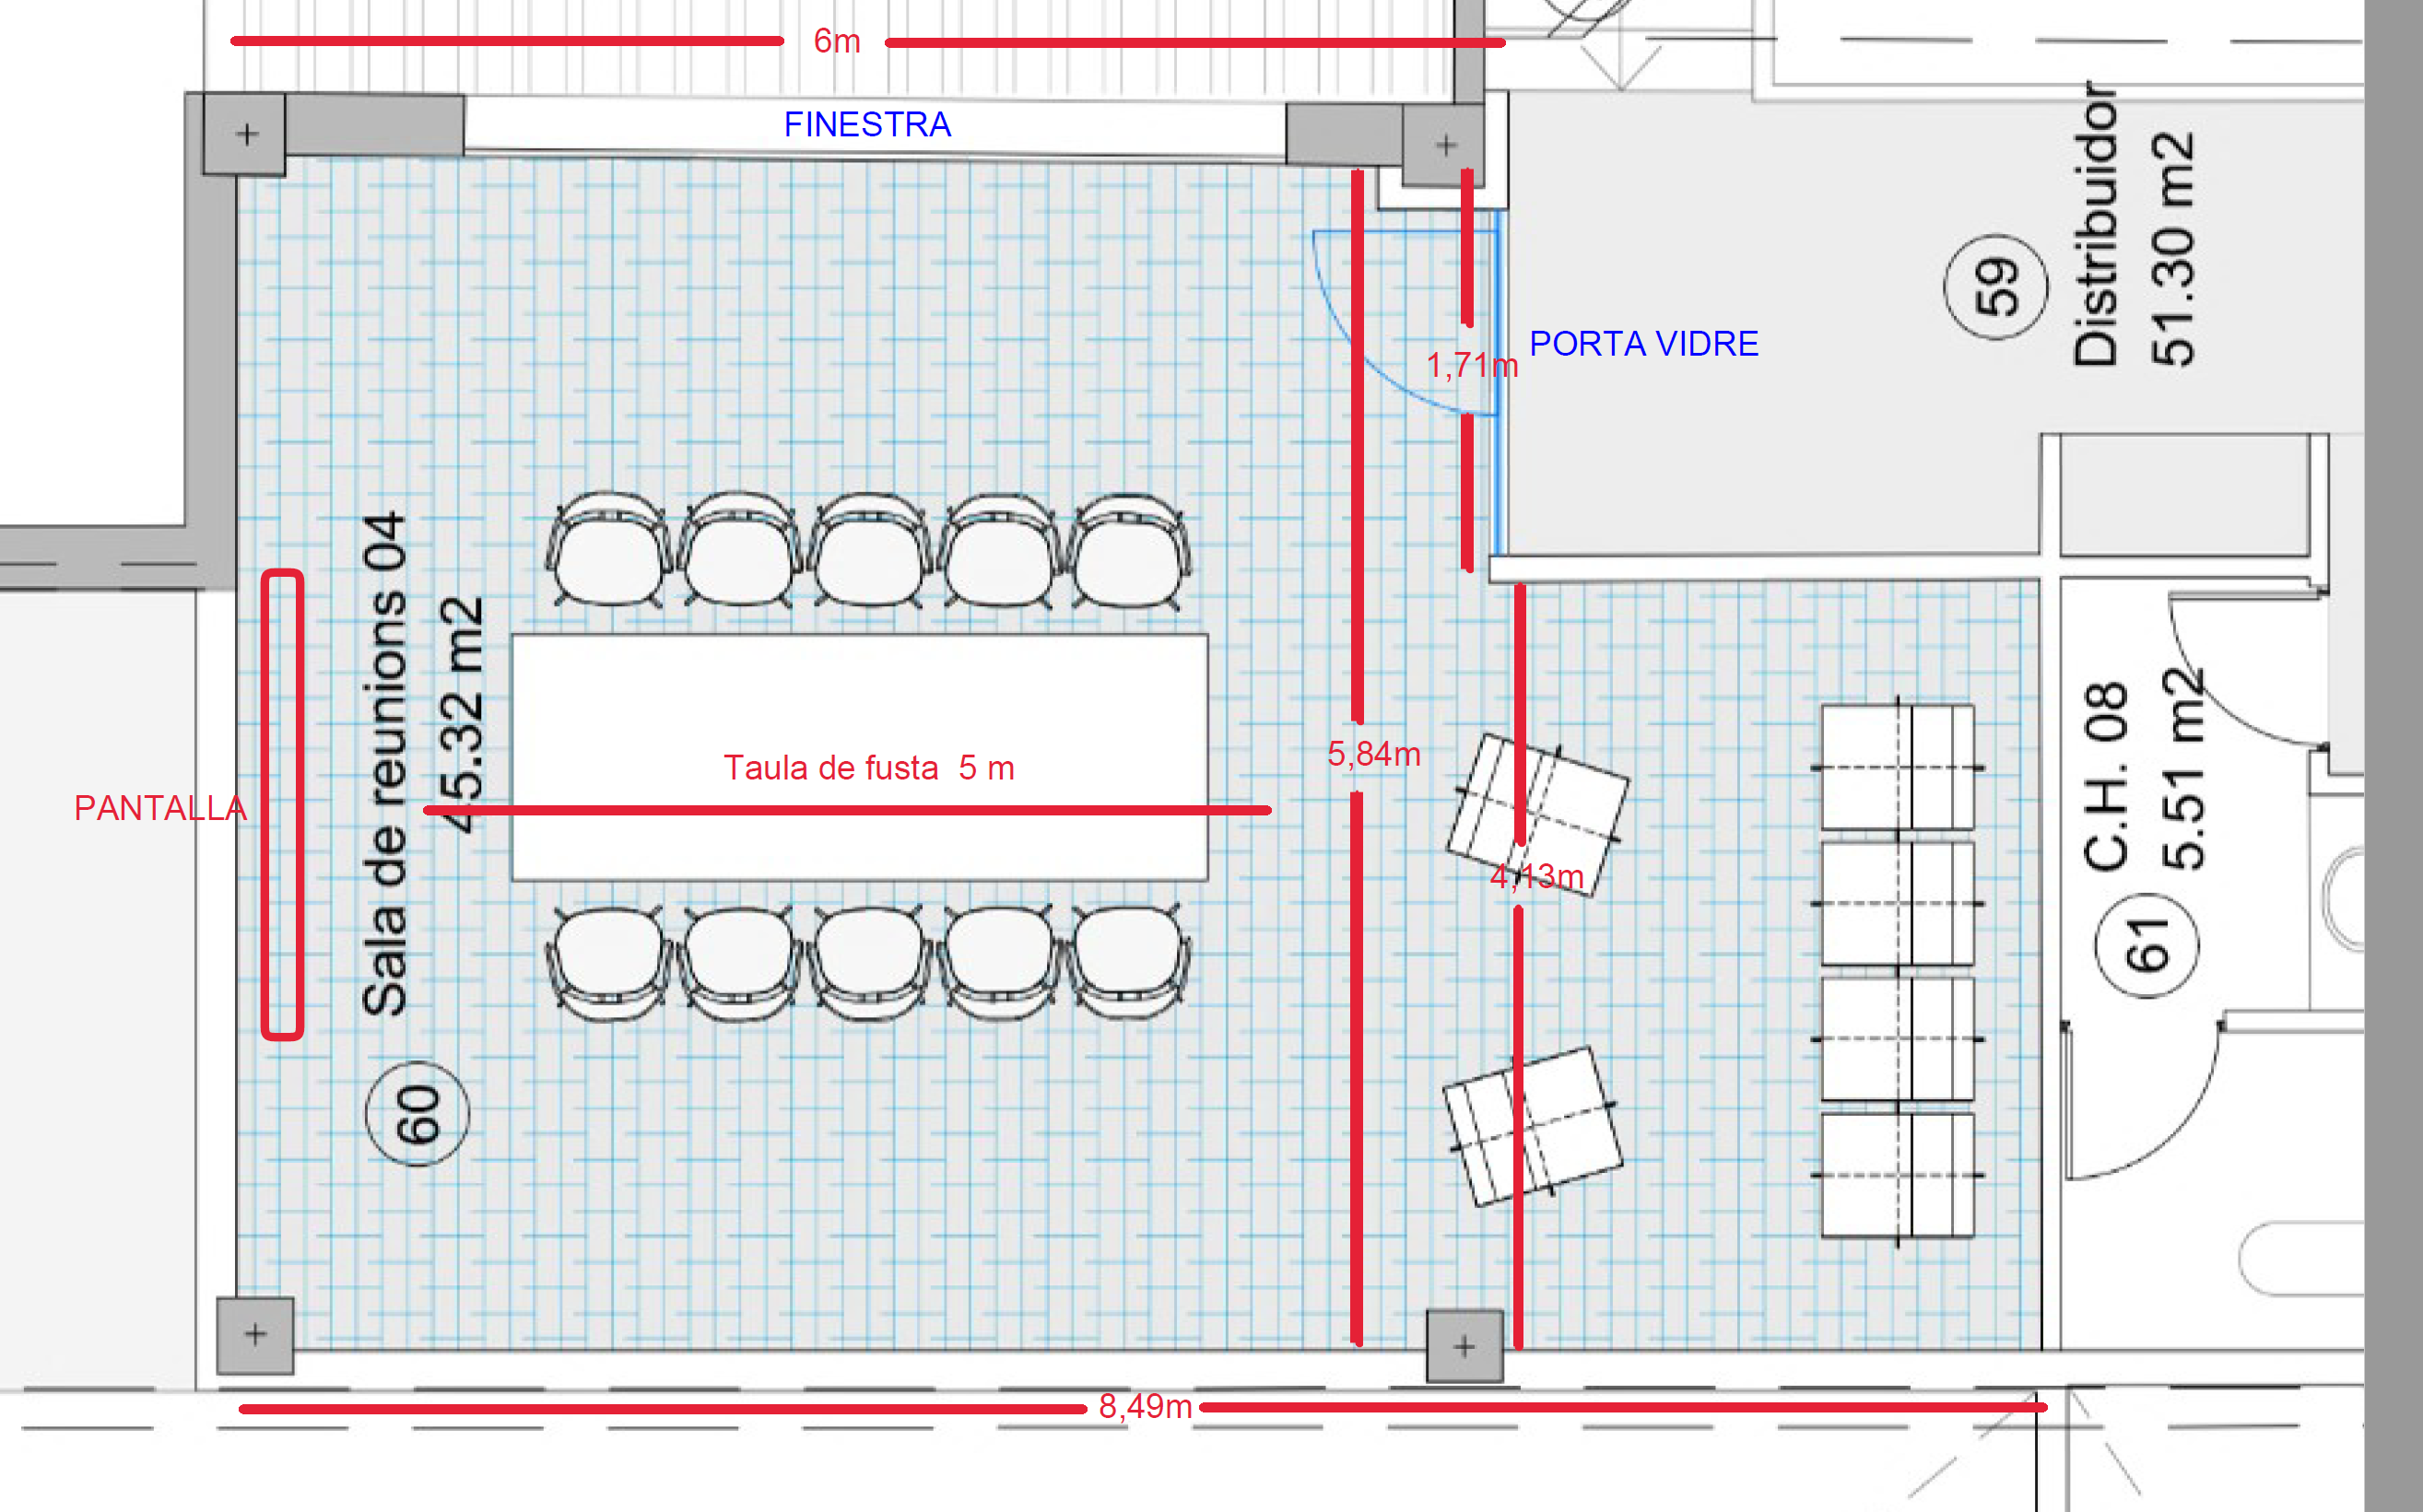 6m
FINESTRA
Distribuidor
51.30 m2
59
PORTA VIDRE
1,71m
Sala de reunions 04
45.32 m2
60
PANTALLA
Taula de fusta 5 m
5,84m
4,13m
C.H. 08
5.51 m2
61
8,49m